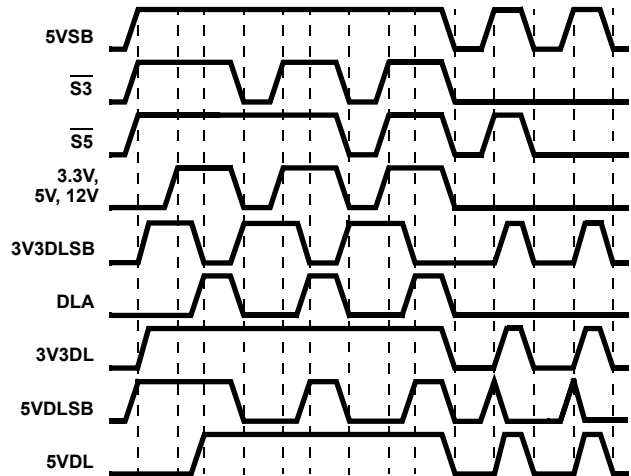 5VSB
S3
S5
3.3V,
5V, 12V
3V3DLSB
DLA
3V3DL
5VDLSB
5VDL